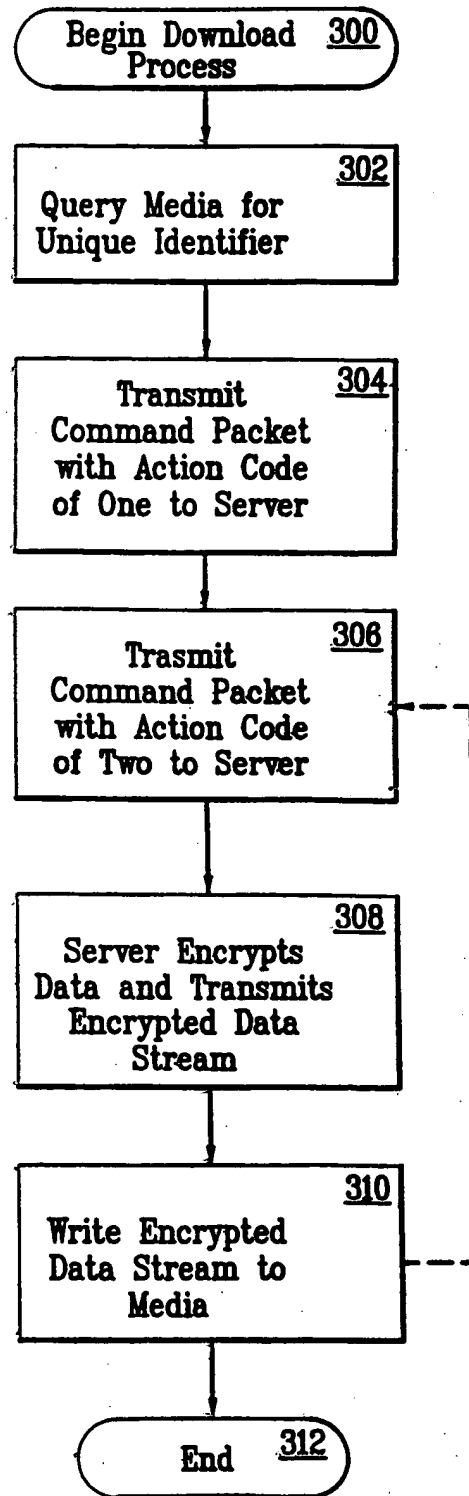 Begin Download 300
Process
302
Query Media for
Unique Identifier
304
Transmit
Command Packet
with Action Code
of One to Server
306
Trasmit
Command Packet
with Action Code
of Two to Server
308
Server Encrypts
Data and Transmits
Encrypted Data
Stream
310
Write Encrypted
Data Stream to
Media
End 312